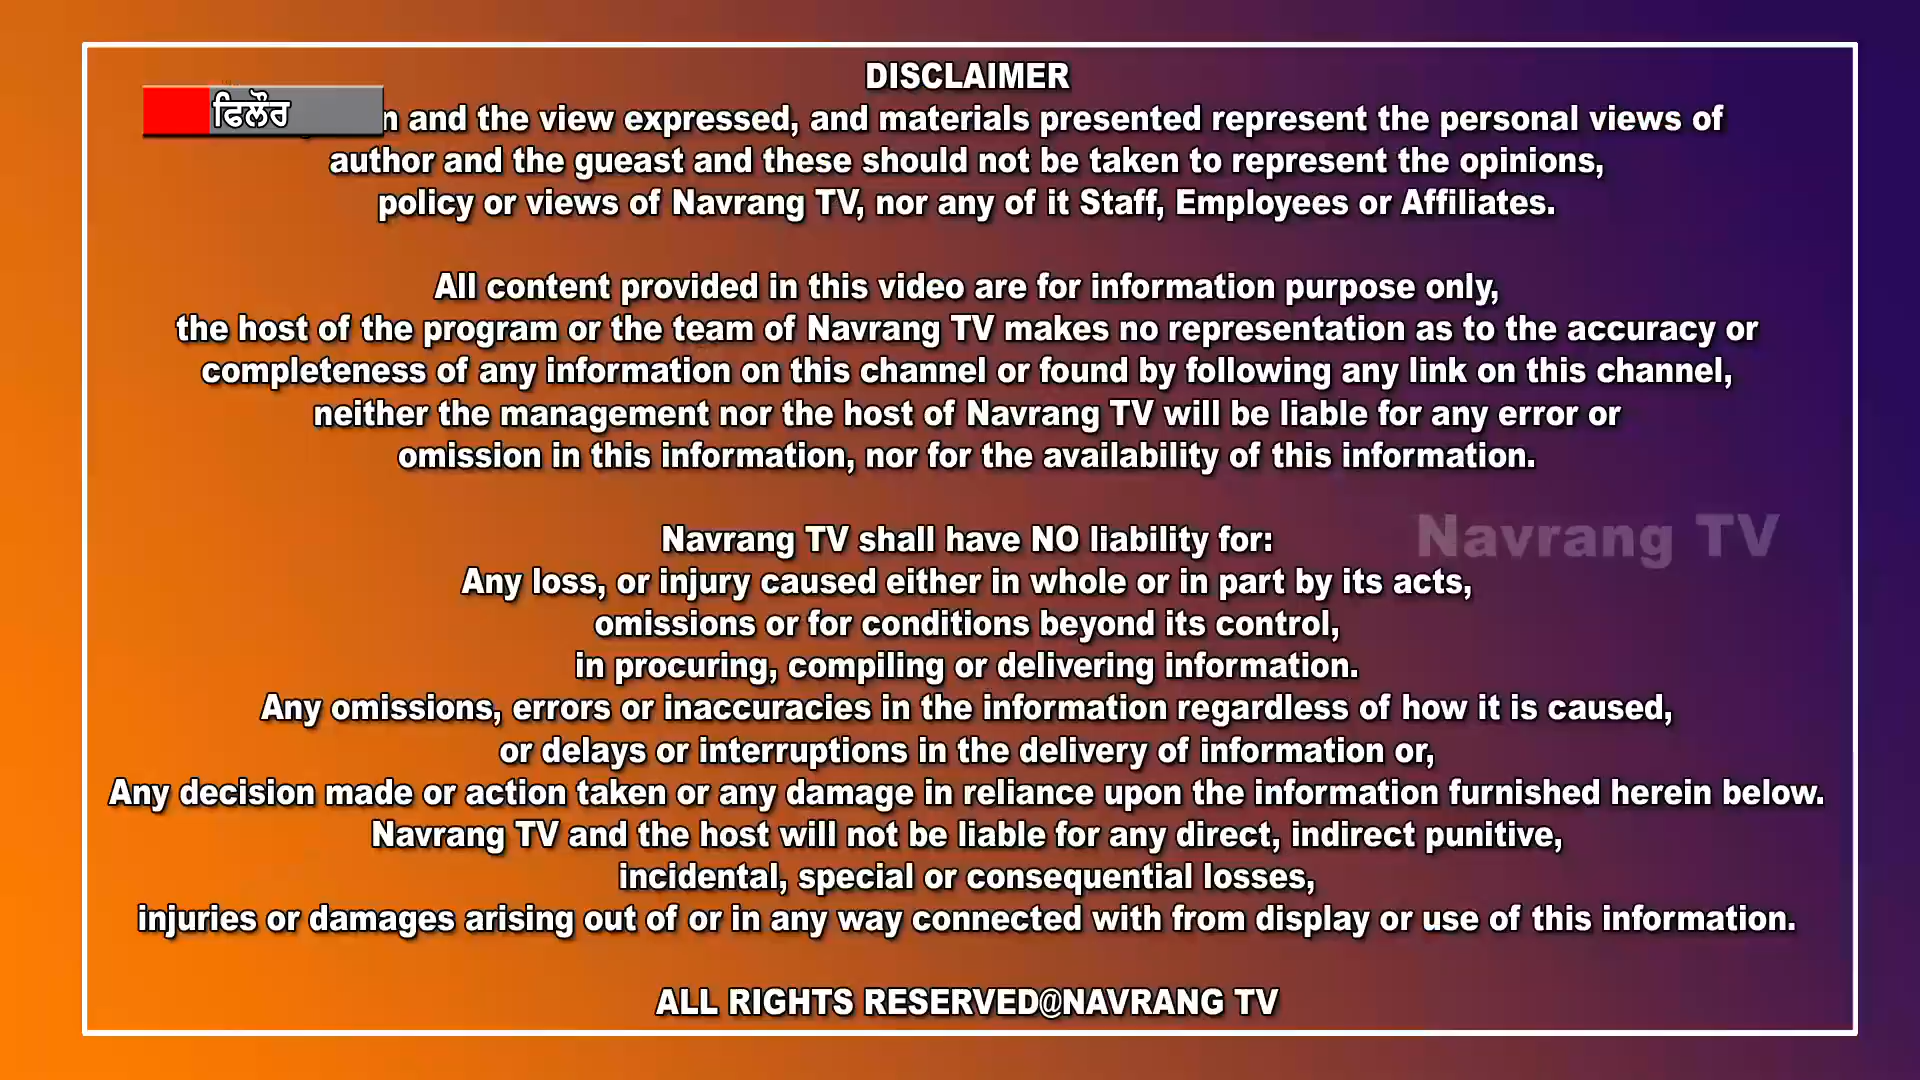 DISCLAIMER
ਫਿਲੌਰ
and the view expressed, and materials presented represent the personal views of
author and the gueast and these should not be taken to represent the opinions,
policy or views of Navrang TV, nor any of it Staff, Employees or Affiliates.
All content provided in this video are for information purpose only,
the host of the program or the team of Navrang TV makes no representation as to the accuracy or
completeness of any information on this channel or found by following any link on this channel,
neither the management nor the host of Navrang TV will be liable for any error or
omission in this information, nor for the availability of this information.
Navrang TV shall have NO liability for:
Navrang TV
Any loss, or injury caused either in whole or in part by its acts,
omissions or for conditions beyond its control,
in procuring, compiling or delivering information.
Any omissions, errors or inaccuracies in the information regardless of how it is caused,
or delays or interruptions in the delivery of information or,
Any decision made or action taken or any damage in reliance upon the information furnished herein below.
Navrang TV and the host will not be liable for any direct, indirect punitive,
incidental, special or consequential losses,
injuries or damages arising out of or in any way connected with from display or use of this information.
ALL RIGHTS RESERVED@NAVRANG TV